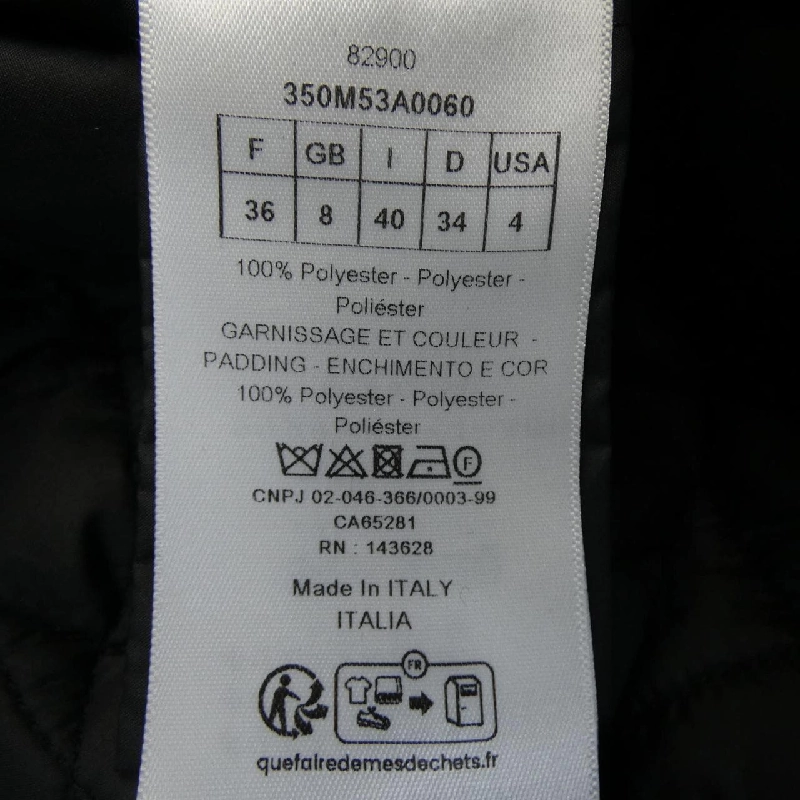 82900
350M53A0060
F GB I D USA
36 8 40 34 4
100% Polyester - Polyester -
Poliéster
GARNISSAGE ET COULEUR -
PADDING - ENCHIMENTO E COR
100% Polyester - Polyester -
Poliéster
F
CNPJ 02-046-366/0003-99
CA65281
RN : 143628
Made In ITALY
ITALIA
FR
quefairedemesdechets.fr